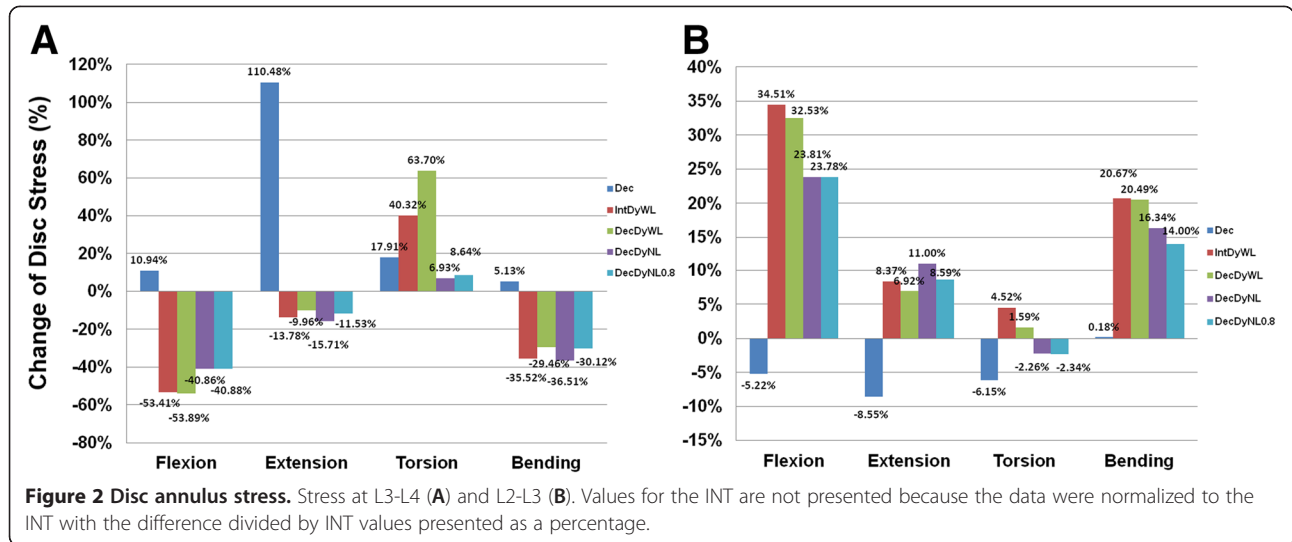 A
Change of Disc Stress (%)
120%
100%
80%
60%
40%
20%
0%
-20%
-40%
-60%
-80%
10.94%
-53.41%
-53.89%
-40.86%
-40.88%
110.48%
-13.78%
-9.96%
-15.71%
-11.53%
17.91%
40.32%
63.70%
6.93%
8.64%
5.13%
-35.52%
-29.46%
-36.51%
-30.12%
Flexion
Extension
Torsion
Bending
Dec
IntDyWL
DecDyWL
DecDyNL
DecDyNL0.8
B
40%
35%
30%
25%
20%
15%
10%
5%
0%
-5%
-10%
-15%
-5.22%
34.51%
32.53%
23.81%
23.78%
-8.55%
8.37%
6.92%
11.00%
8.59%
-6.15%
4.52%
1.59%
-2.26%
-2.34%
0.18%
20.67%
20.49%
16.34%
14.00%
Flexion
Extension
Torsion
Bending
Dec
IntDyWL
DecDyWL
DecDyNL
DecDyNL0.8
Figure 2 Disc annulus stress. Stress at L3-L4 (A) and L2-L3 (B). Values for the INT are not presented because the data were normalized to the
INT with the difference divided by INT values presented as a percentage.